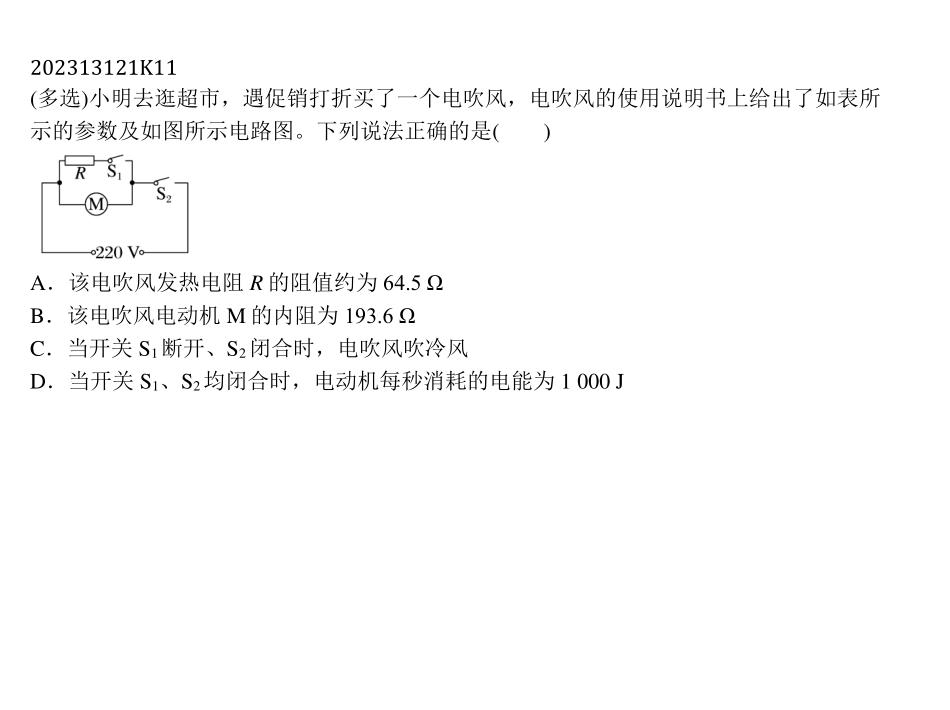 202313121K11
(多选)小明去逛超市，遇促销打折买了一个电吹风，电吹风的使用说明书上给出了如表所
示的参数及如图所示电路图。下列说法正确的是(　　)
R S1
S2
M
220 V
A．该电吹风发热电阻 R 的阻值约为 64.5 Ω
B．该电吹风电动机 M 的内阻为 193.6 Ω
C．当开关 S1 断开、S2 闭合时，电吹风吹冷风
D．当开关 S1、S2 均闭合时，电动机每秒消耗的电能为 1 000 J